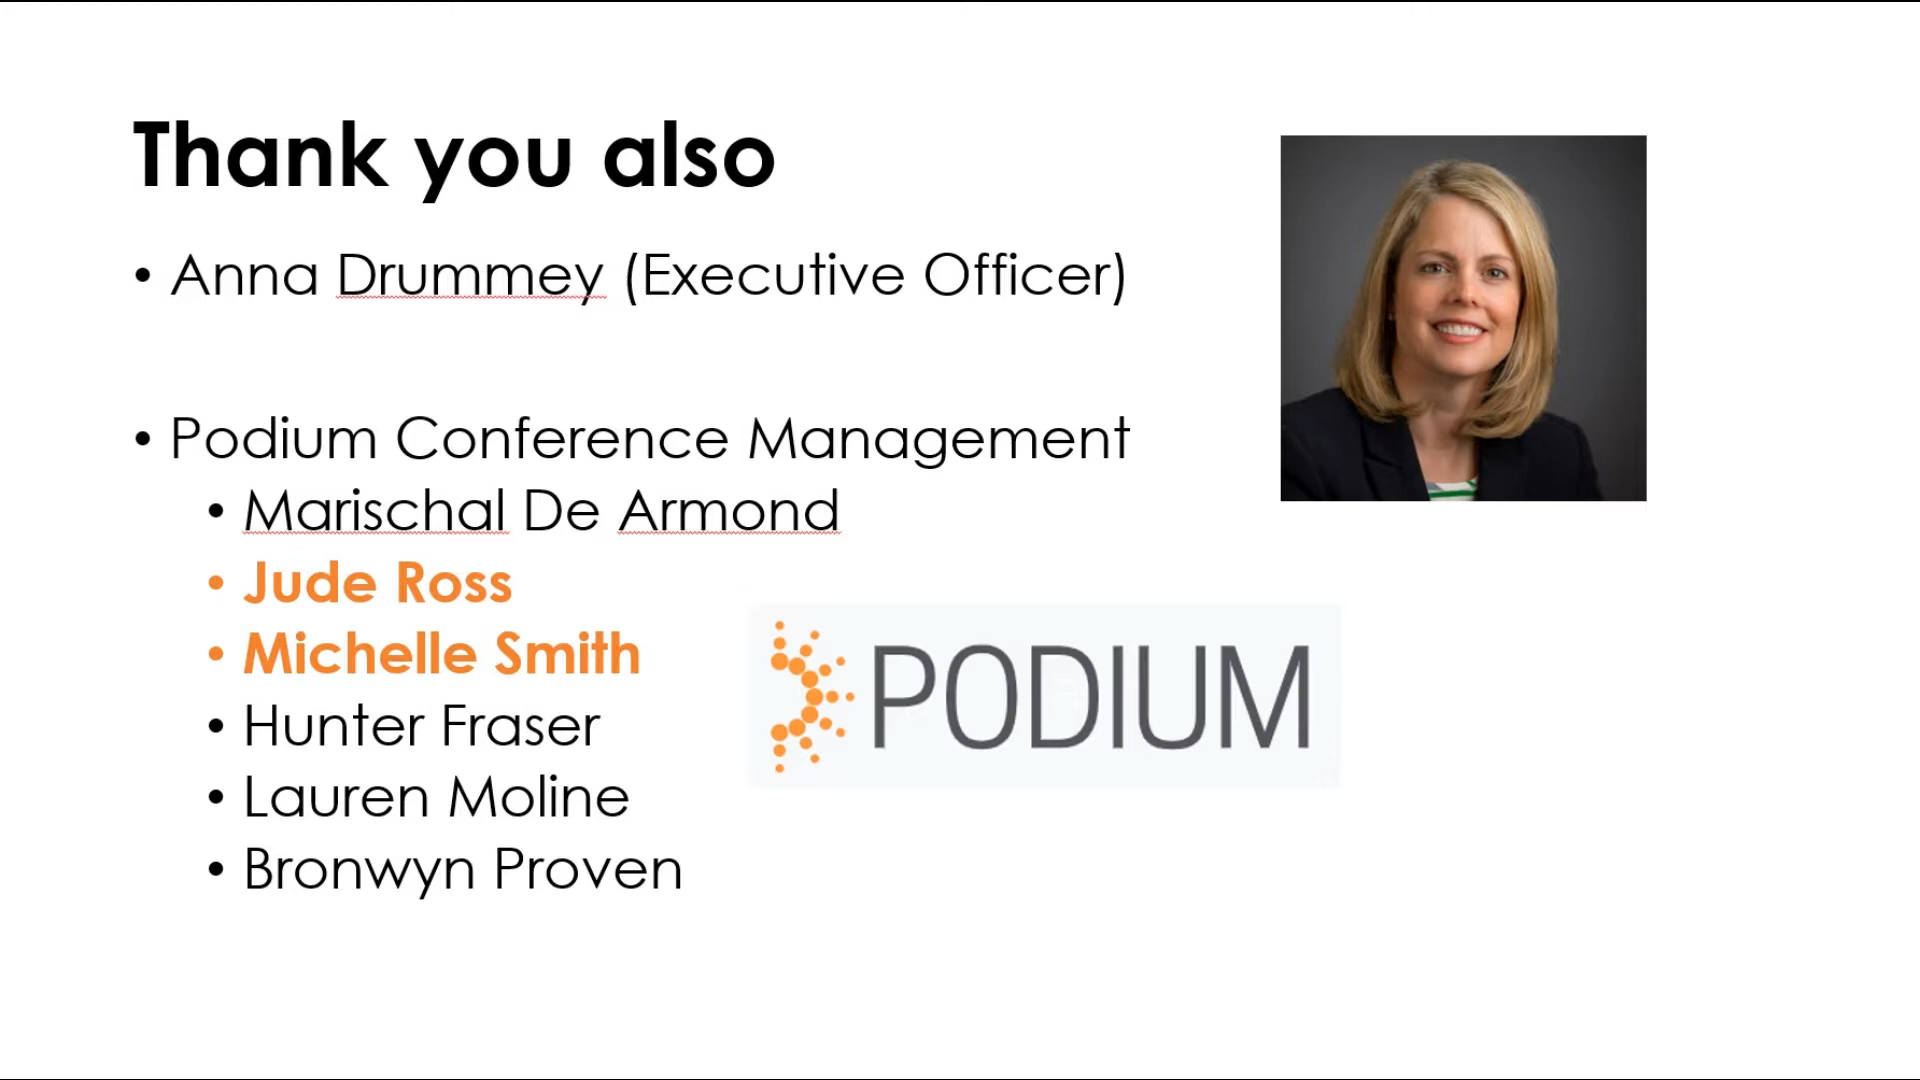 Thank you also
• Anna Drummey (Executive Officer)
• Podium Conference Management
• Marischal De Armond
• Jude Ross
• Michelle Smith
• Hunter Fraser
• Lauren Moline
• Bronwyn Proven
PODIUM